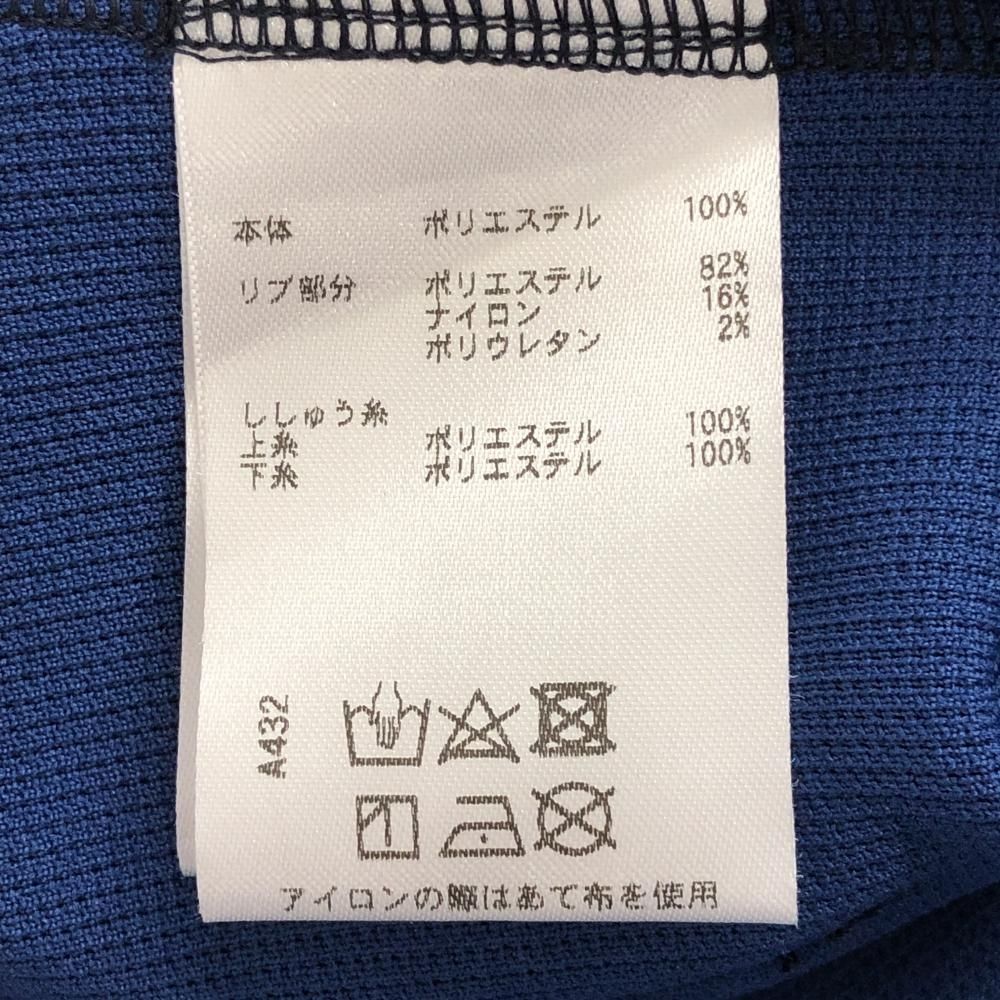 本体 ポリエステル 100%
リブ部分 ポリエステル 82%
ナイロン 16%
ポリウレタン 2%
ししゅう糸
上糸 ポリエステル 100%
下糸 ポリエステル 100%
A432
アイロンの際はあて布を使用